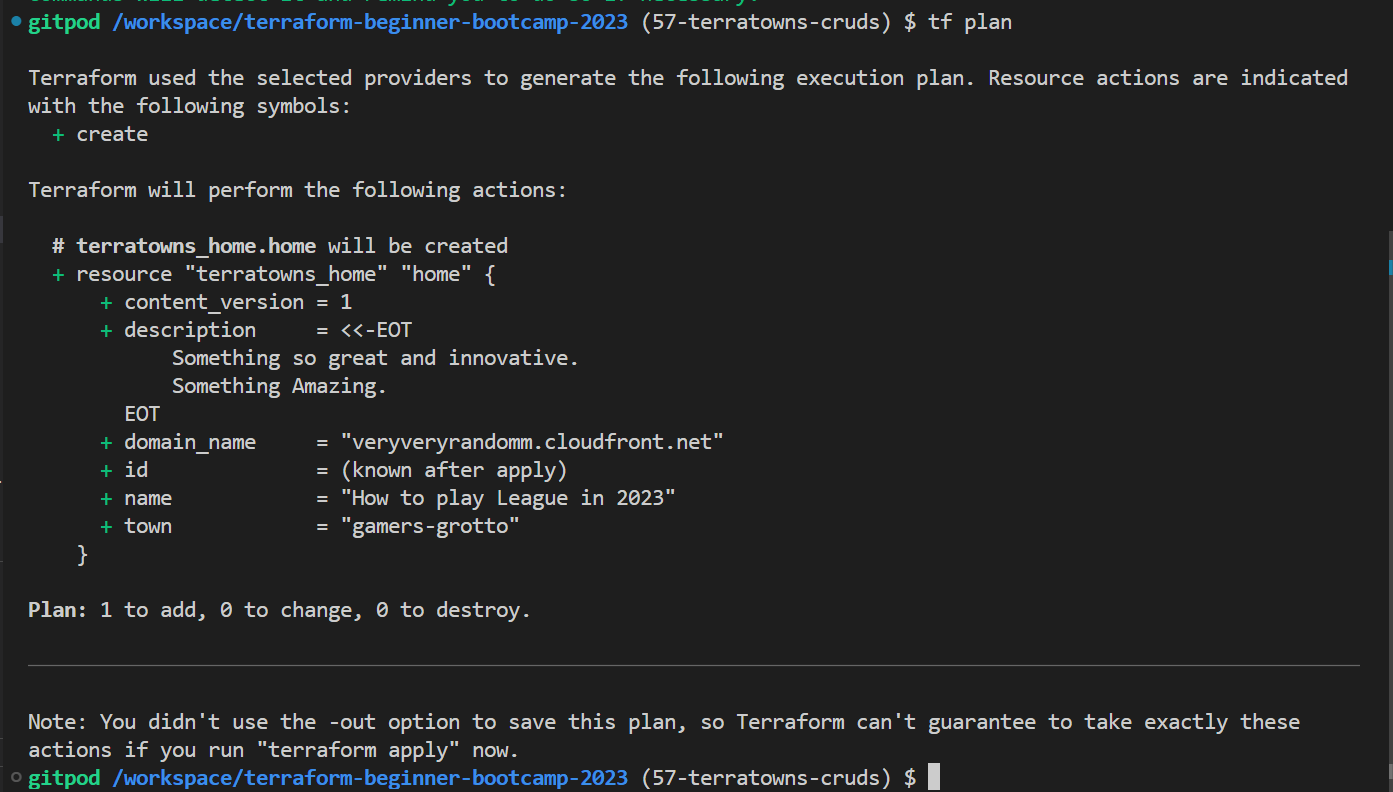 gitpod /workspace/terraform-beginner-bootcamp-2023 (57-terratowns-cruds) $ tf plan
Terraform used the selected providers to generate the following execution plan. Resource actions are indicated
with the following symbols:
+ create
Terraform will perform the following actions:
# terratowns_home.home will be created
+ resource "terratowns_home" "home" {
+ content_version = 1
+ description     = <<-EOT
Something so great and innovative.
Something Amazing.
EOT
+ domain_name     = "veryveryrandomm.cloudfront.net"
+ id              = (known after apply)
+ name            = "How to play League in 2023"
+ town            = "gamers-grotto"
}
Plan: 1 to add, 0 to change, 0 to destroy.
Note: You didn't use the -out option to save this plan, so Terraform can't guarantee to take exactly these
actions if you run "terraform apply" now.
gitpod /workspace/terraform-beginner-bootcamp-2023 (57-terratowns-cruds) $